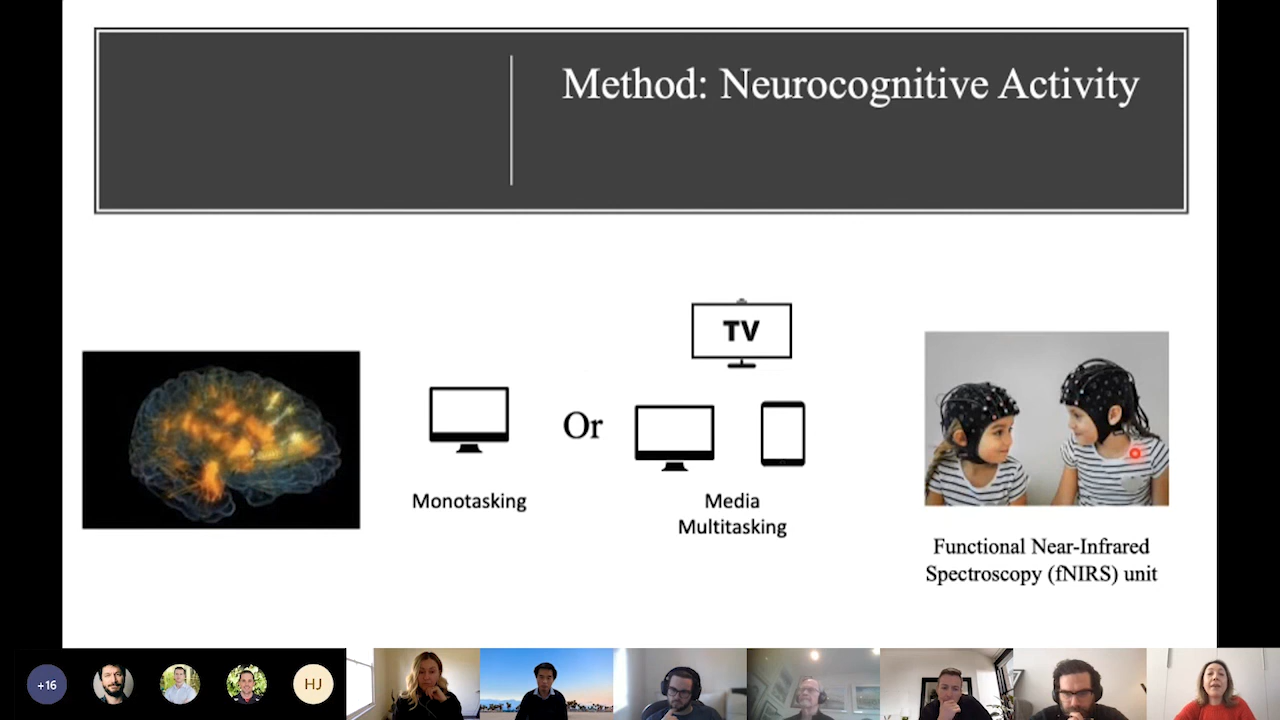 Method: Neurocognitive Activity
TV
Or
Monotasking
Media
Multitasking
Functional Near-Infrared
Spectroscopy (fNIRS) unit
+16
HJ